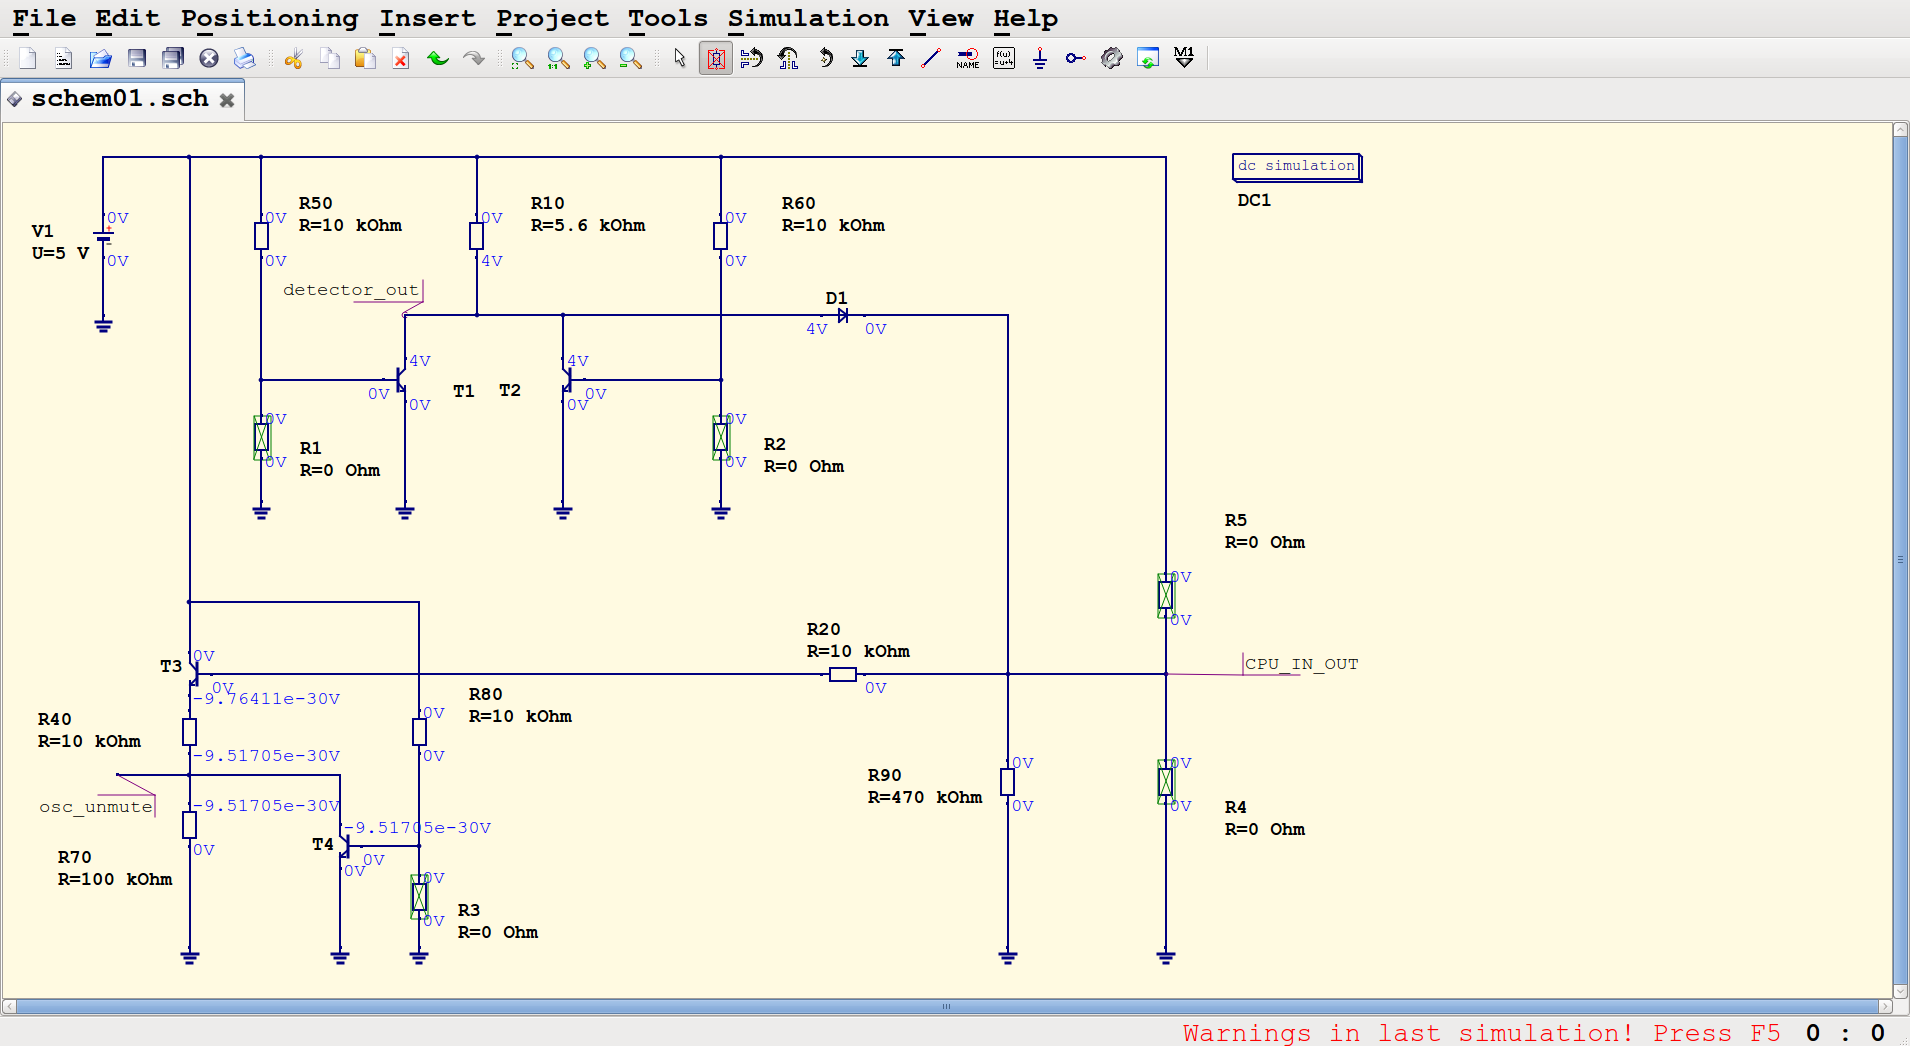 File Edit Positioning Insert Project Tools Simulation View Help
1:1
NAME
f(u)
=u+4
M1
schem01.sch
dc simulation
DC1
V1
U=5 V
0V
0V
R50
R=10 kOhm
0V
0V
R10
R=5.6 kOhm
0V
4V
R60
R=10 kOhm
0V
0V
detector_out
D1
4V
0V
4V
0V
0V
T1
T2
4V
0V
0V
0V
0V
R1
R=0 Ohm
0V
0V
R2
R=0 Ohm
R5
R=0 Ohm
0V
0V
R20
R=10 kOhm
0V
CPU_IN_OUT
T3
0V
0V
-9.76411e-30V
R40
R=10 kOhm
-9.51705e-30V
R80
R=10 kOhm
0V
0V
osc_unmute
-9.51705e-30V
0V
R70
R=100 kOhm
-9.51705e-30V
T4
0V
0V
0V
0V
R3
R=0 Ohm
R90
R=470 kOhm
0V
0V
0V
0V
R4
R=0 Ohm
Warnings in last simulation! Press F5 0 : 0